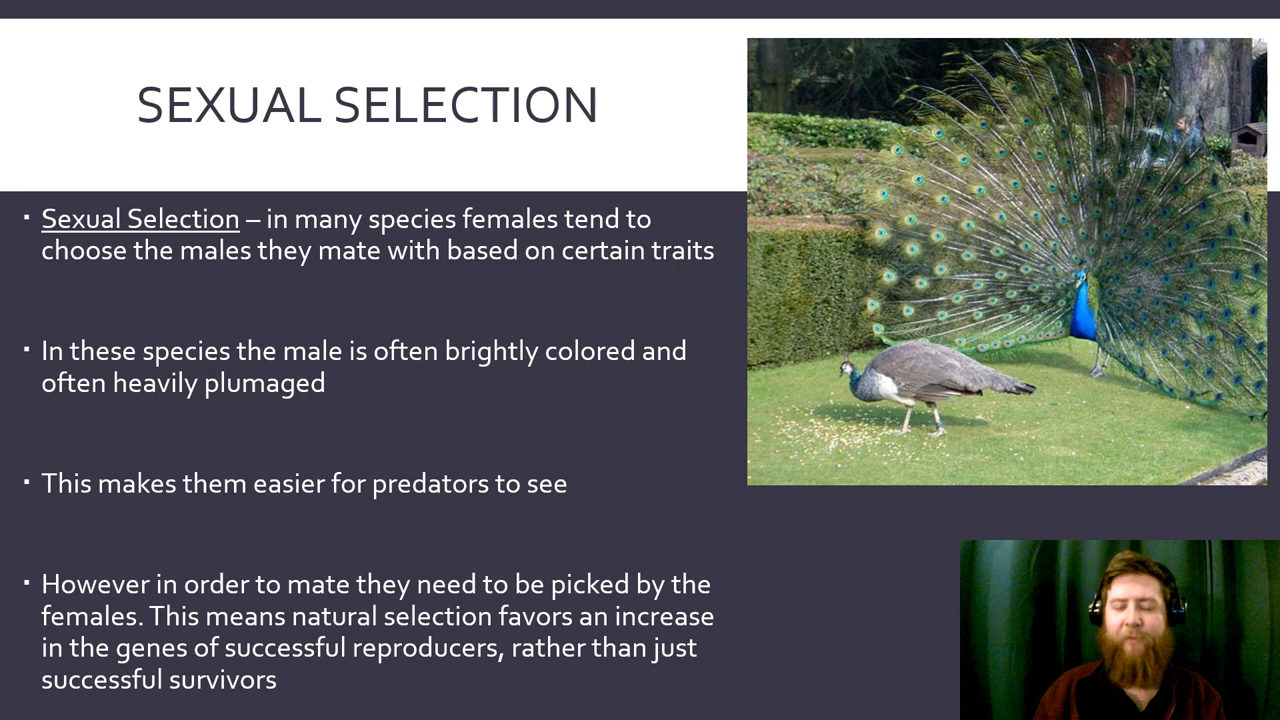 SEXUAL SELECTION
▪ Sexual Selection – in many species females tend to
choose the males they mate with based on certain traits
▪ In these species the male is often brightly colored and
often heavily plumaged
▪ This makes them easier for predators to see
▪ However in order to mate they need to be picked by the
females. This means natural selection favors an increase
in the genes of successful reproducers, rather than just
successful survivors